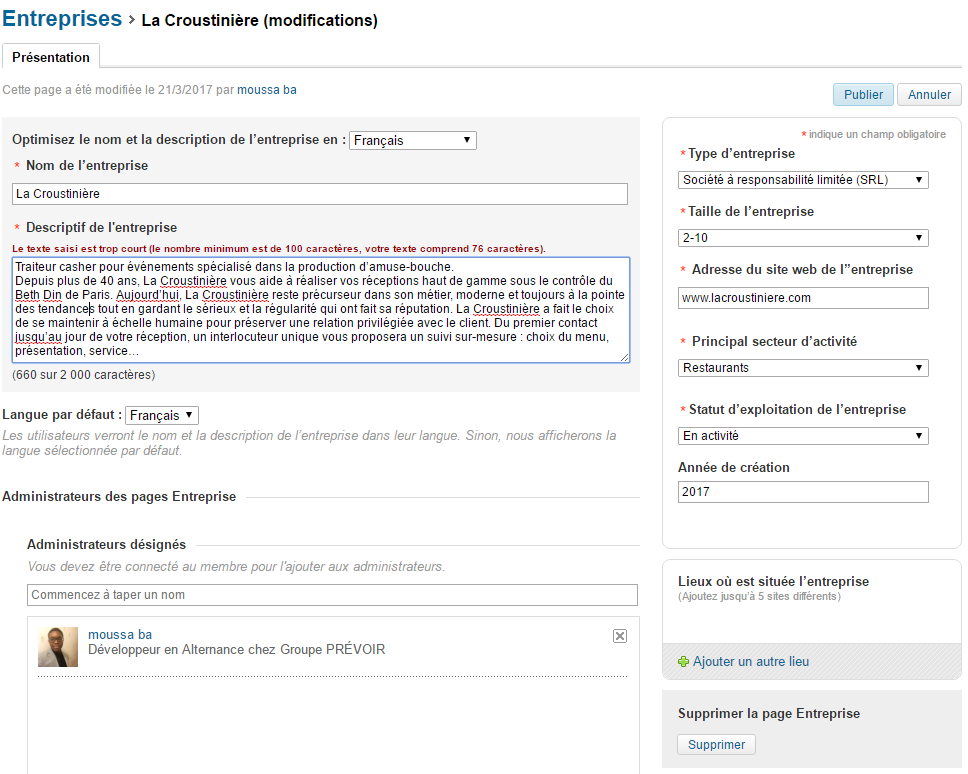 Entreprises › La Croustinière (modifications)
Présentation
Cette page a été modifiée le 21/3/2017 par moussa ba
Publier
Annuler
Optimisez le nom et la description de l'entreprise en : Français
* Nom de l'entreprise
La Croustinière
* Descriptif de l'entreprise
Le texte saisi est trop court (le nombre minimum est de 100 caractères, votre texte comprend 76 caractères).
Traiteur casher pour événements spécialisé dans la production d'amuse-bouche.
Depuis plus de 40 ans, La Croustinière vous aide à réaliser vos réceptions haut de gamme sous le contrôle du
Beth Din de Paris. Aujourd'hui, La Croustinière reste précurseur dans son métier, moderne et toujours à la pointe
des tendances tout en gardant le sérieux et la régularité qui ont fait sa réputation. La Croustinière a fait le choix
de se maintenir à échelle humaine pour préserver une relation privilégiée avec le client. Du premier contact
jusqu'au jour de votre réception, un interlocuteur unique vous proposera un suivi sur-mesure : choix du menu,
présentation, service…
(660 sur 2 000 caractères)
Langue par défaut : Français
Les utilisateurs verront le nom et la description de l'entreprise dans leur langue. Sinon, nous afficherons la
langue sélectionnée par défaut.
Administrateurs des pages Entreprise
Administrateurs désignés
Vous devez être connecté au membre pour l'ajouter aux administrateurs.
Commencez à taper un nom
moussa ba
Développeur en Alternance chez Groupe PRÉVOIR
* indique un champ obligatoire
* Type d'entreprise
Société à responsabilité limitée (SRL)
* Taille de l'entreprise
2-10
* Adresse du site web de l''entreprise
www.lacroustiniere.com
* Principal secteur d'activité
Restaurants
* Statut d'exploitation de l'entreprise
En activité
Année de création
2017
Lieux où est située l'entreprise
(Ajoutez jusqu'à 5 sites différents)
Ajouter un autre lieu
Supprimer la page Entreprise
Supprimer